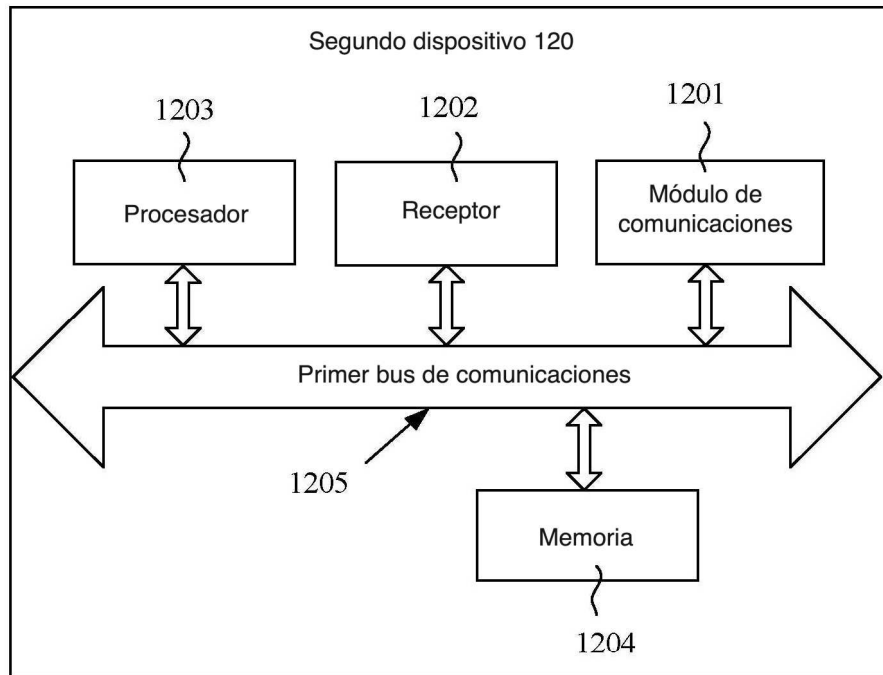 Segundo dispositivo 120
1203
1202
1201
Procesador
Receptor
Módulo de
comunicaciones
Primer bus de comunicaciones
1205
Memoria
1204